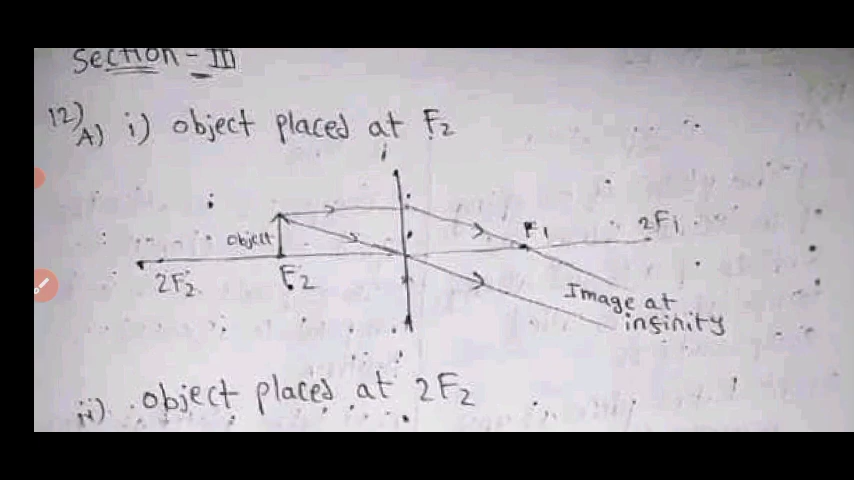 Section - III
12) A) i) object placed at F2
object
F1
2F1
2F2
F2
Image at
infinity
ii) object placed at 2F2